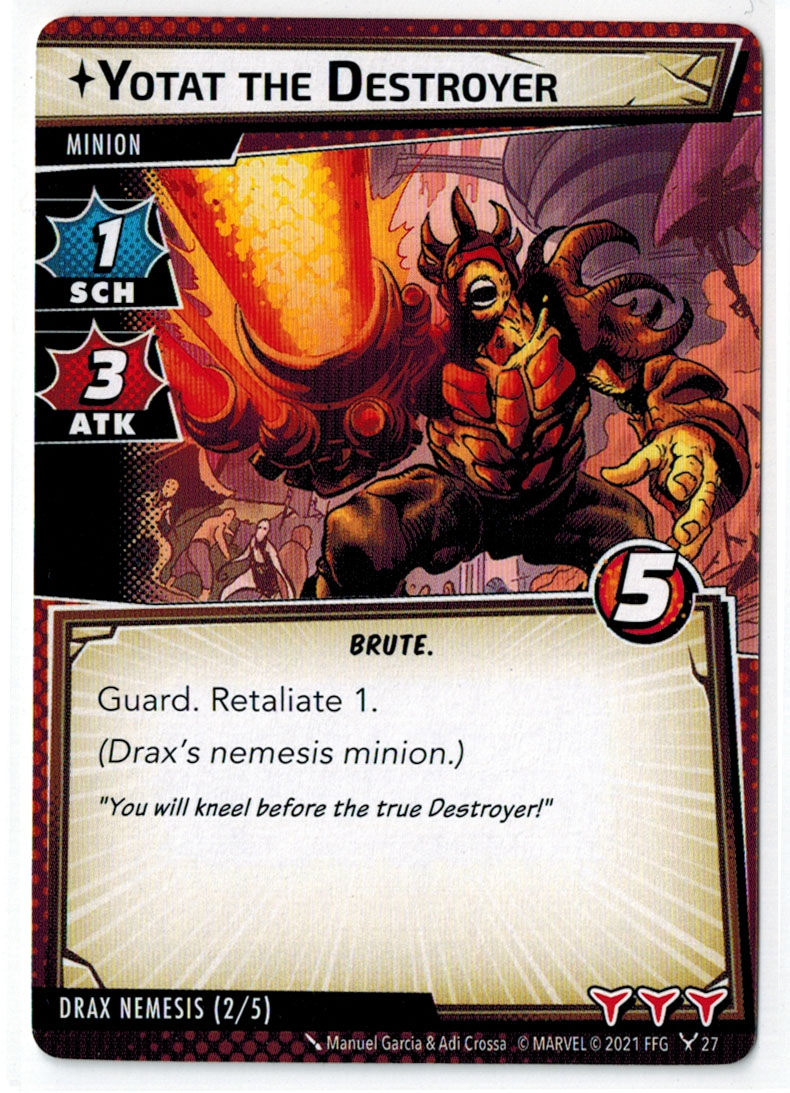 YOTAT THE DESTROYER
MINION
1
SCH
3
ATK
5
BRUTE.
Guard. Retaliate 1.
(Drax's nemesis minion.)
"You will kneel before the true Destroyer!"
DRAX NEMESIS (2/5)
Manuel Garcia & Adi Crossa © MARVEL © 2021 FFG 27